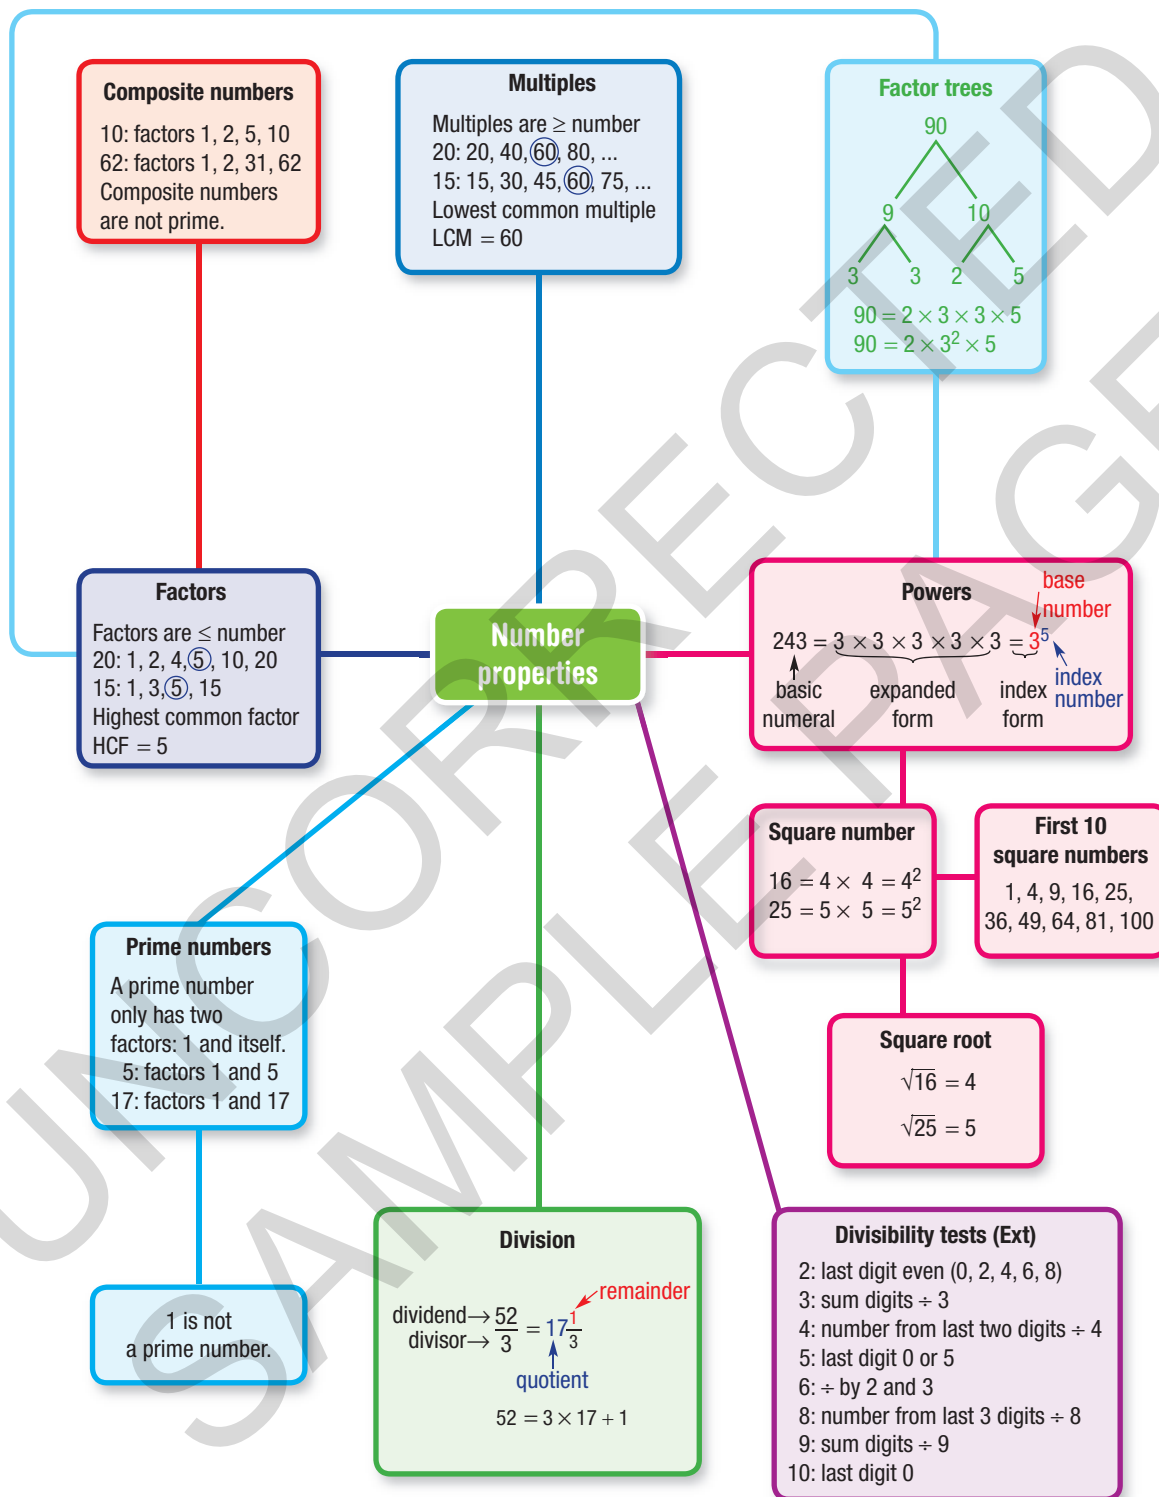 Composite numbers
10: factors 1, 2, 5, 10
62: factors 1, 2, 31, 62
Composite numbers
are not prime.
Multiples
Multiples are ≥ number
20: 20, 40, 60, 80, ...
15: 15, 30, 45, 60, 75, ...
Lowest common multiple
LCM = 60
Factor trees
90
9 10
3 3 2 5
90 = 2 × 3 × 3 × 5
90 = 2 × 3² × 5
Factors
Factors are ≤ number
20: 1, 2, 4, 5, 10, 20
15: 1, 3, 5, 15
Highest common factor
HCF = 5
Number
properties
Powers
base
number
243 = 3 × 3 × 3 × 3 × 3 = 3⁵
basic
numeral
expanded
form
index
form
index
number
Square number
16 = 4 × 4 = 4²
25 = 5 × 5 = 5²
First 10
square numbers
1, 4, 9, 16, 25,
36, 49, 64, 81, 100
Square root
√16 = 4
√25 = 5
Prime numbers
A prime number
only has two
factors: 1 and itself.
5: factors 1 and 5
17: factors 1 and 17
1 is not
a prime number.
Division
remainder
dividend→ 52 = 17 1
divisor→ 3 3
quotient
52 = 3 × 17 + 1
Divisibility tests (Ext)
2: last digit even (0, 2, 4, 6, 8)
3: sum digits ÷ 3
4: number from last two digits ÷ 4
5: last digit 0 or 5
6: ÷ by 2 and 3
8: number from last 3 digits ÷ 8
9: sum digits ÷ 9
10: last digit 0
UNCORRECTED
SAMPLE PAGE